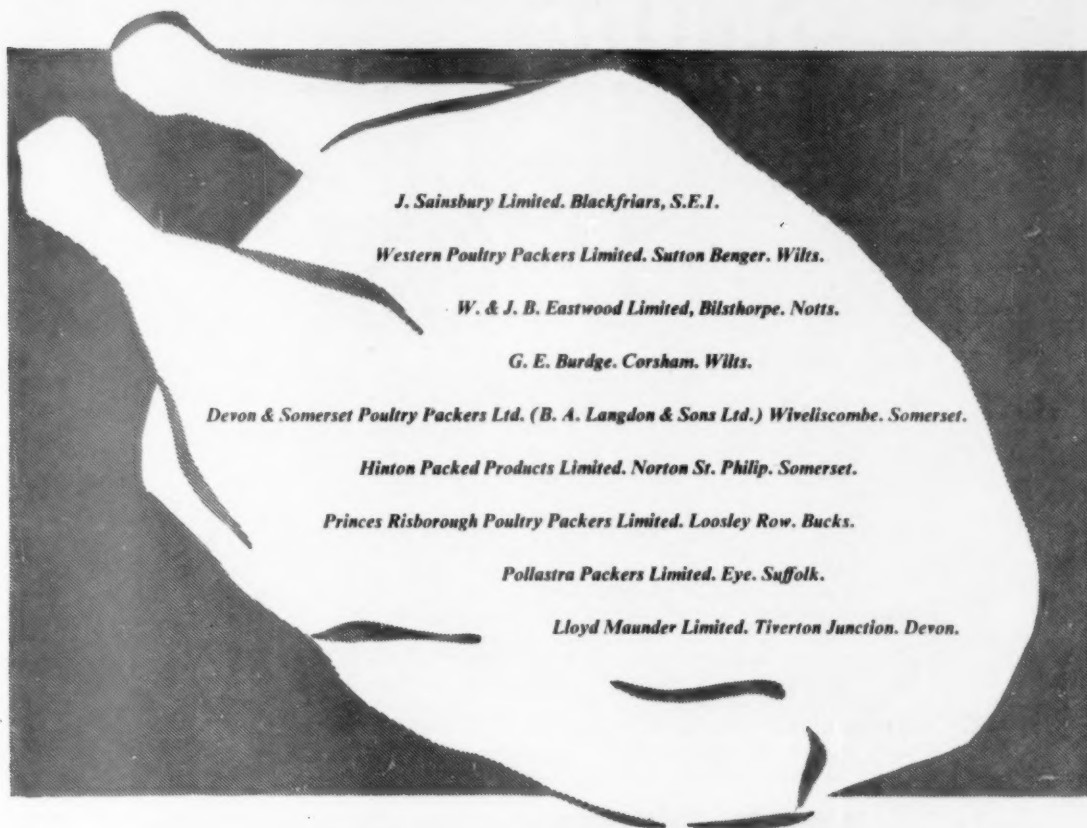 J. Sainsbury Limited. Blackfriars, S.E.1.
Western Poultry Packers Limited. Sutton Benger. Wilts.
W. & J. B. Eastwood Limited, Bilsthorpe. Notts.
G. E. Burdge. Corsham. Wilts.
Devon & Somerset Poultry Packers Ltd. (B. A. Langdon & Sons Ltd.) Wiveliscombe. Somerset.
Hinton Packed Products Limited. Norton St. Philip. Somerset.
Princes Risborough Poultry Packers Limited. Loosley Row. Bucks.
Pollastra Packers Limited. Eye. Suffolk.
Lloyd Maunder Limited. Tiverton Junction. Devon.